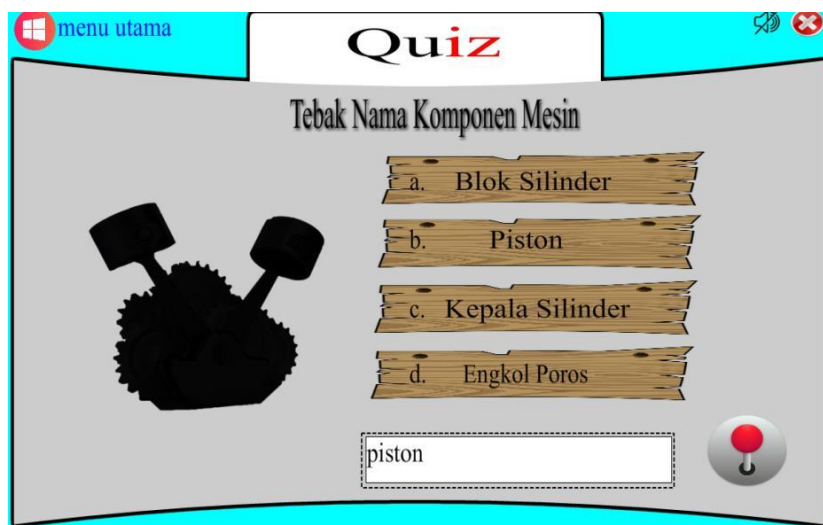 menu utama
Quiz
Tebak Nama Komponen Mesin
a. Blok Silinder
b. Piston
c. Kepala Silinder
d. Engkol Poros
piston